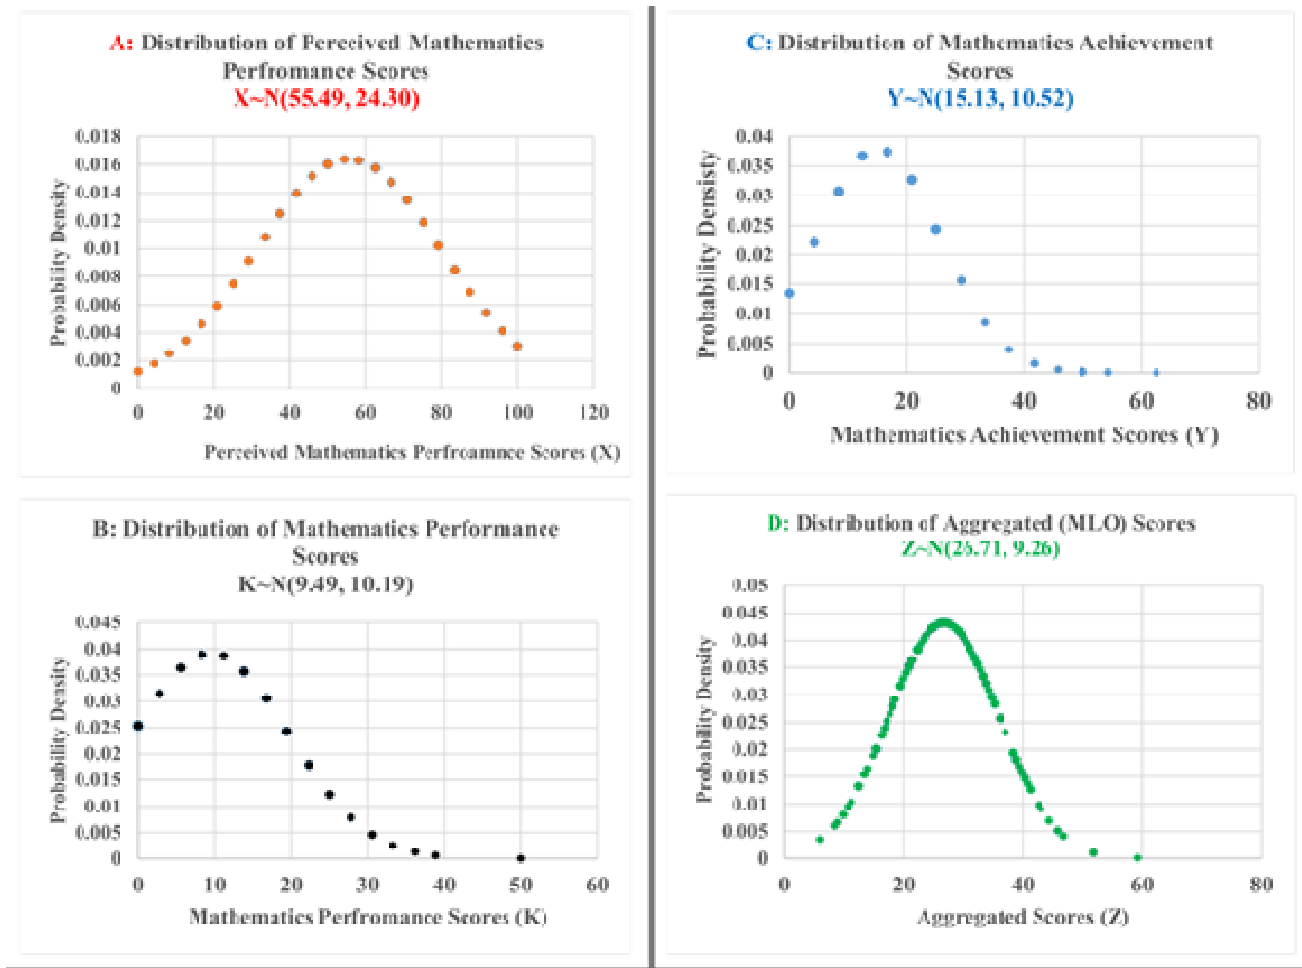 A: Distribution of Perceived Mathematics
Perfromance Scores
X~N(55.49, 24.30)
0.018
0.016
0.014
0.012
0.01
0.008
0.006
0.004
0.002
0
Probability Density
0 20 40 60 80 100 120
Perceived Mathematics Perfroamnce Scores (X)
B: Distribution of Mathematics Performance
Scores
K~N(9.49, 10.19)
0.045
0.04
0.035
0.03
0.025
0.02
0.015
0.01
0.005
0
Probability Density
0 10 20 30 40 50 60
Mathematics Perfromance Scores (K)
C: Distribution of Mathematics Achievement
Scores
Y~N(15.13, 10.52)
0.04
0.035
0.03
0.025
0.02
0.015
0.01
0.005
0
Probability Densisty
0 20 40 60 80
Mathematics Achievement Scores (Y)
D: Distribution of Aggregated (MLO) Scores
Z~N(26.71, 9.26)
0.05
0.045
0.04
0.035
0.03
0.025
0.02
0.015
0.01
0.005
0
Probability Density
0 20 40 60 80
Aggregated Scores (Z)